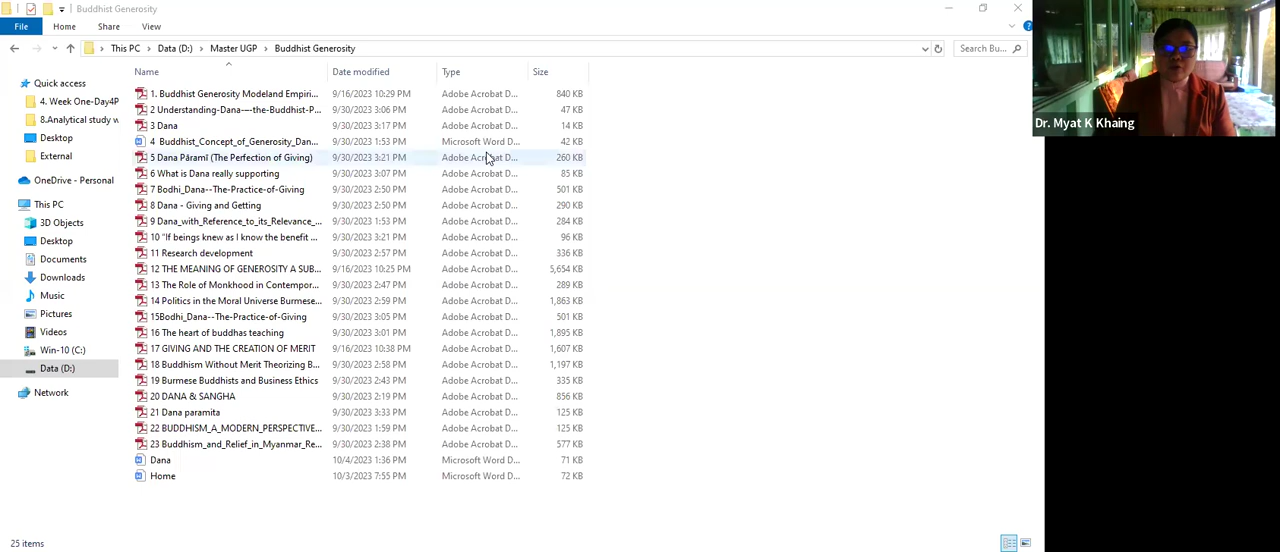 Buddhist Generosity
File Home Share View
This PC > Data (D:) > Master UGP > Buddhist Generosity
Search Bu...
Name Date modified Type Size
Quick access
4. Week One-Day4P
8.Analytical study w
Desktop
External
OneDrive - Personal
This PC
3D Objects
Desktop
Documents
Downloads
Music
Pictures
Videos
Win-10 (C:)
Data (D:)
Network
1. Buddhist Generosity Modeland Empiri... 9/16/2023 10:29 PM Adobe Acrobat D... 840 KB
2 Understanding-Dana-—-the-Buddhist-P... 9/30/2023 3:06 PM Adobe Acrobat D... 47 KB
3 Dana 9/30/2023 3:17 PM Adobe Acrobat D... 14 KB
4 Buddhist_Concept_of_Generosity_Dan... 9/30/2023 1:53 PM Microsoft Word D... 42 KB
5 Dana Pāramī (The Perfection of Giving) 9/30/2023 3:21 PM Adobe Acrobat D... 260 KB
6 What is Dana really supporting 9/30/2023 3:07 PM Adobe Acrobat D... 85 KB
7 Bodhi_Dana--The-Practice-of-Giving 9/30/2023 2:50 PM Adobe Acrobat D... 501 KB
8 Dana - Giving and Getting 9/30/2023 2:50 PM Adobe Acrobat D... 290 KB
9 Dana_with_Reference_to_its_Relevance_... 9/30/2023 1:53 PM Adobe Acrobat D... 284 KB
10 "If beings knew as I know the benefit ... 9/30/2023 3:21 PM Adobe Acrobat D... 96 KB
11 Research development 9/30/2023 2:57 PM Adobe Acrobat D... 336 KB
12 THE MEANING OF GENEROSITY A SUB... 9/16/2023 10:25 PM Adobe Acrobat D... 5,654 KB
13 The Role of Monkhood in Contempor... 9/30/2023 2:47 PM Adobe Acrobat D... 289 KB
14 Politics in the Moral Universe Burmese... 9/30/2023 2:59 PM Adobe Acrobat D... 1,863 KB
15Bodhi_Dana--The-Practice-of-Giving 9/30/2023 3:05 PM Adobe Acrobat D... 501 KB
16 The heart of buddhas teaching 9/30/2023 3:01 PM Adobe Acrobat D... 1,895 KB
17 GIVING AND THE CREATION OF MERIT 9/16/2023 10:38 PM Adobe Acrobat D... 1,607 KB
18 Buddhism Without Merit Theorizing B... 9/30/2023 2:58 PM Adobe Acrobat D... 1,197 KB
19 Burmese Buddhists and Business Ethics 9/30/2023 2:43 PM Adobe Acrobat D... 335 KB
20 DANA & SANGHA 9/30/2023 2:19 PM Adobe Acrobat D... 856 KB
21 Dana paramita 9/30/2023 3:33 PM Adobe Acrobat D... 125 KB
22 BUDDHISM_A_MODERN_PERSPECTIVE... 9/30/2023 1:59 PM Adobe Acrobat D... 125 KB
23 Buddhism_and_Relief_in_Myanmar_Re... 9/30/2023 2:38 PM Adobe Acrobat D... 577 KB
Dana 10/4/2023 1:36 PM Microsoft Word D... 71 KB
Home 10/3/2023 7:55 PM Microsoft Word D... 72 KB
25 items
Dr. Myat K Khaing